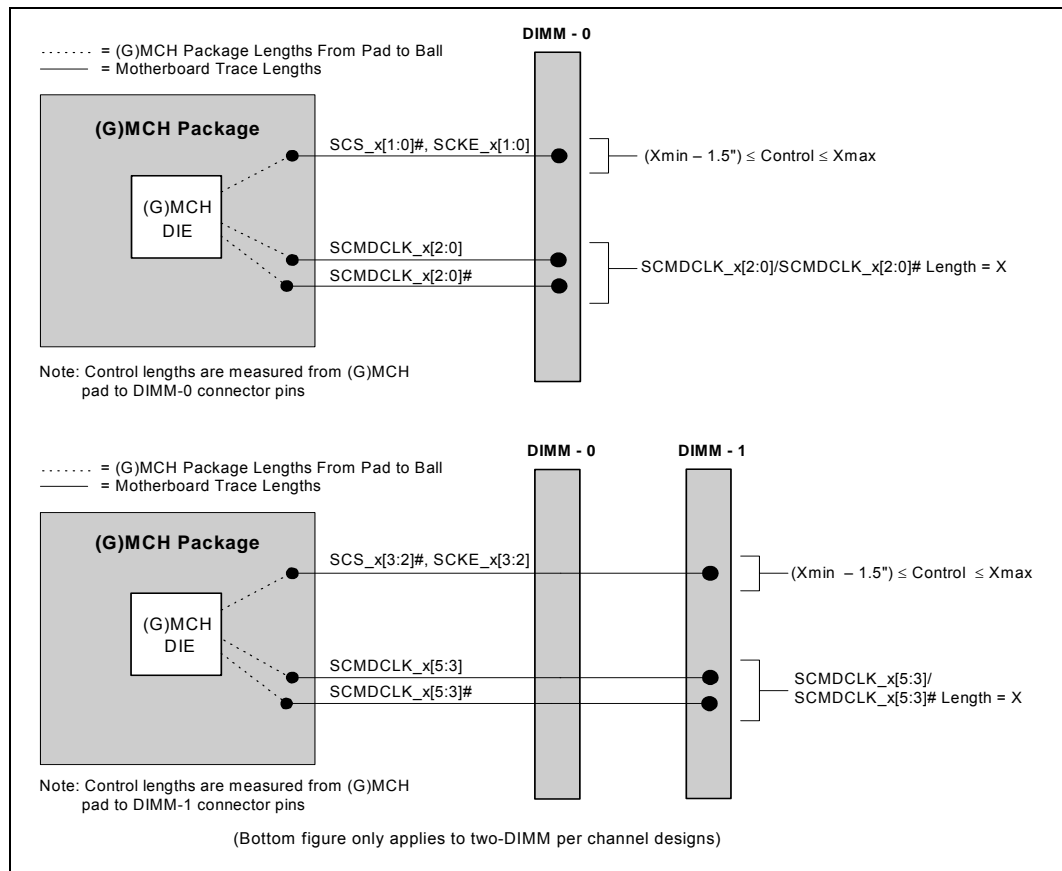 DIMM - 0
······· = (G)MCH Package Lengths From Pad to Ball
= Motherboard Trace Lengths
(G)MCH Package
SCS_x[1:0]#, SCKE_x[1:0]
(Xmin – 1.5") ≤ Control ≤ Xmax
(G)MCH
DIE
SCMDCLK_x[2:0]
SCMDCLK_x[2:0]/SCMDCLK_x[2:0]# Length = X
SCMDCLK_x[2:0]#
Note: Control lengths are measured from (G)MCH
pad to DIMM-0 connector pins
DIMM - 0
DIMM - 1
······· = (G)MCH Package Lengths From Pad to Ball
= Motherboard Trace Lengths
(G)MCH Package
SCS_x[3:2]#, SCKE_x[3:2]
(Xmin – 1.5") ≤ Control ≤ Xmax
(G)MCH
DIE
SCMDCLK_x[5:3]
SCMDCLK_x[5:3]#
SCMDCLK_x[5:3]/
SCMDCLK_x[5:3]# Length = X
Note: Control lengths are measured from (G)MCH
pad to DIMM-1 connector pins
(Bottom figure only applies to two-DIMM per channel designs)